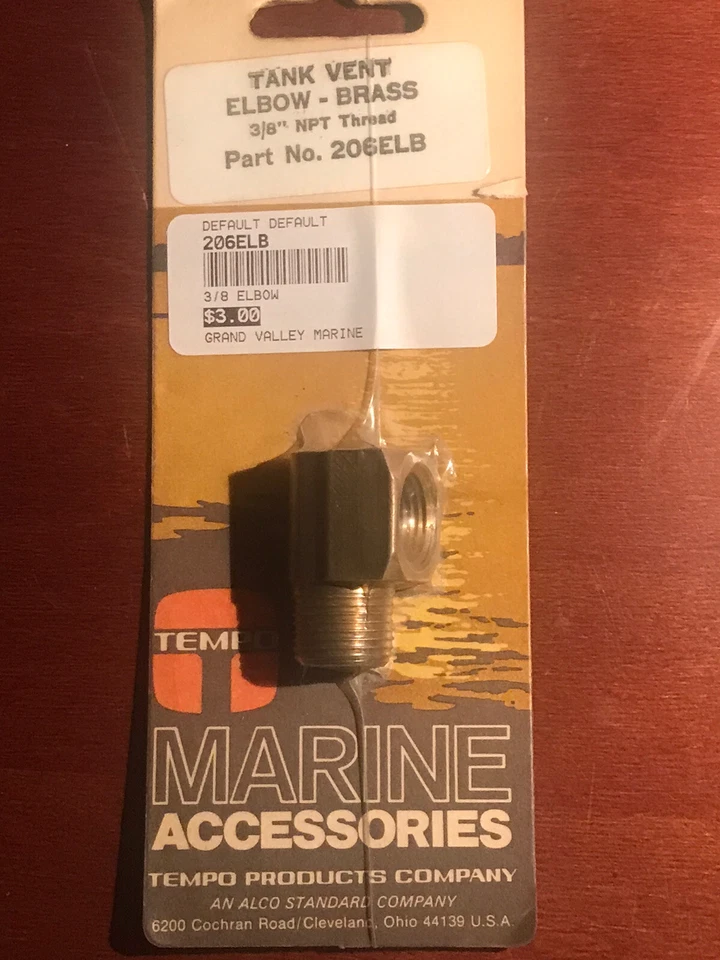 TANK VENT
ELBOW - BRASS
3/8" NPT Thread
Part No. 206ELB
DEFAULT DEFAULT
206ELB
3/8 ELBOW
$3.00
GRAND VALLEY MARINE
TEMPO
MARINE
ACCESSORIES
TEMPO PRODUCTS COMPANY
AN ALCO STANDARD COMPANY
6200 Cochran Road/Cleveland, Ohio 44139 U.S.A.